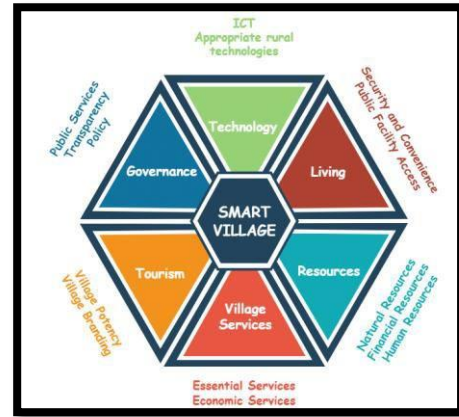 ICT
Appropriate rural
technologies
Technology
Security and Convenience
Public Facility Access
Living
Natural Resources
Financial Resources
Human Resources
Resources
Essential Services
Economic Services
Village
Services
Village Potency
Village Branding
Tourism
Public Services
Transparency
Policy
Governance
SMART
VILLAGE